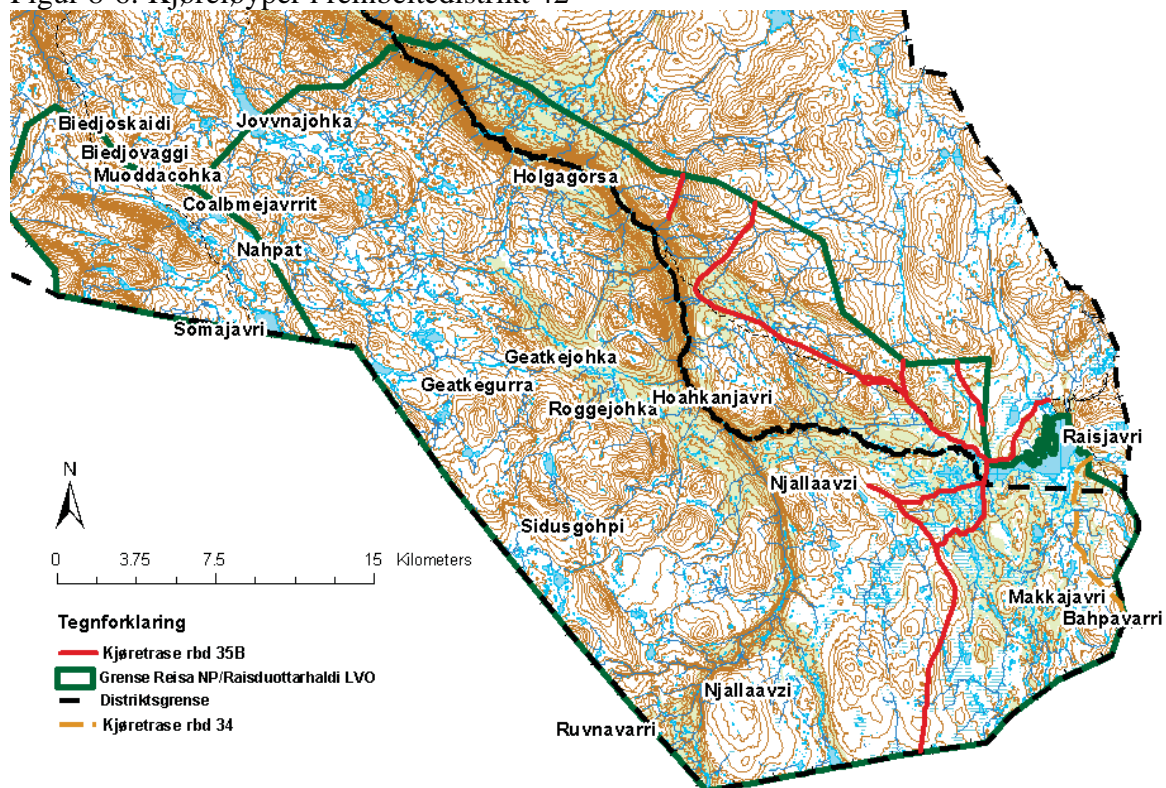 Biedjoskaidi
Jovvnajohka
Biedjovaggi
Muoddacohka
Holgagorsa
Coalbmejavrrit
Nahpat
Somajavri
Geatkejohka
Geatkegurra
Hoahkanjavri
Roggejohka
Raisjavri
Njallaavzi
Sidusgohpi
Makkajavri
Bahpavarri
Njallaavzi
Ruvnavarri
N
0 3.75 7.5 15 Kilometers
Tegnforklaring
Kjøretrase rbd 35B
Grense Reisa NP/Raisduottarhaldi LVO
Distriktsgrense
Kjøretrase rbd 34